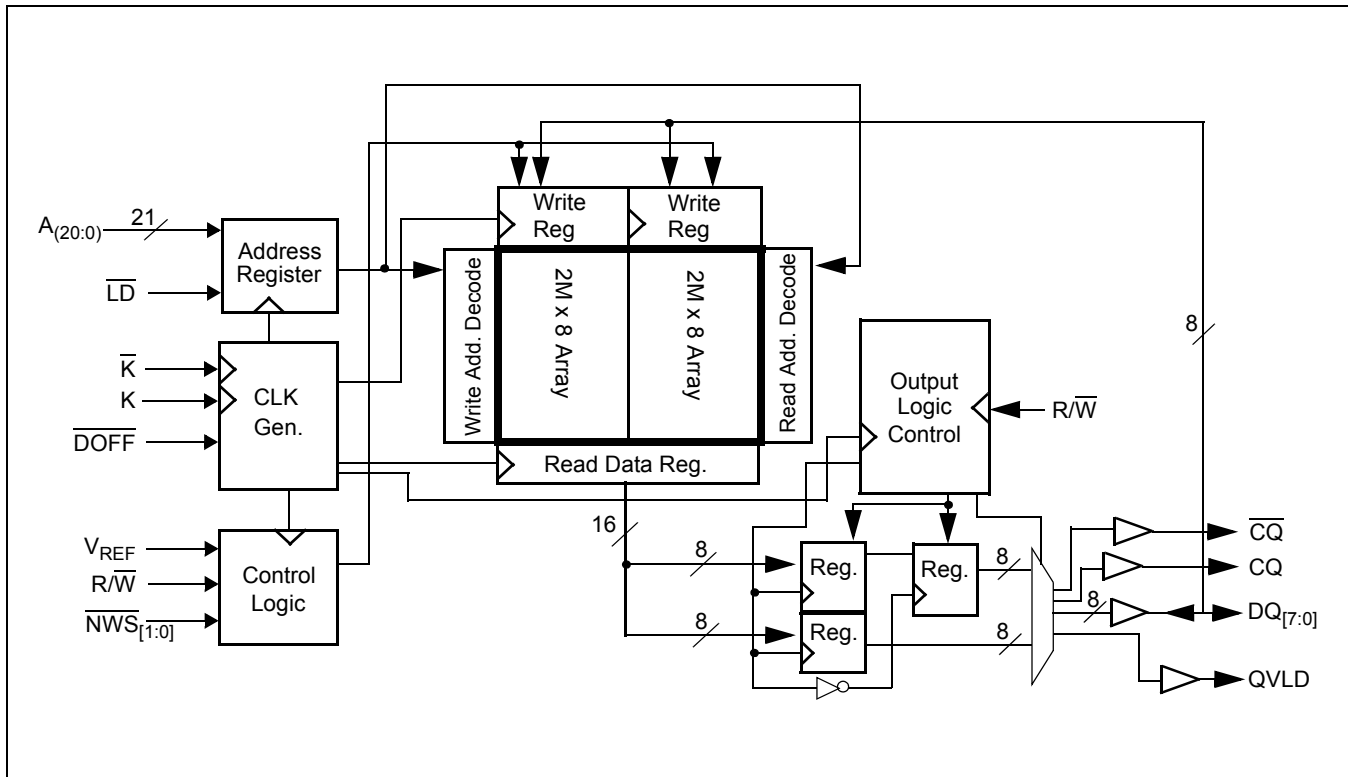 A(20:0)
21
LD
Address
Register
K
K
DOFF
CLK
Gen.
VREF
R/W
NWS[1:0]
Control
Logic
Write
Reg
Write
Reg
Write Add. Decode
2M x 8 Array
2M x 8 Array
Read Add. Decode
Read Data Reg.
16
8
8
Output
Logic
Control
R/W
8
Reg.
Reg.
Reg.
8
8
8
CQ
CQ
DQ[7:0]
QVLD